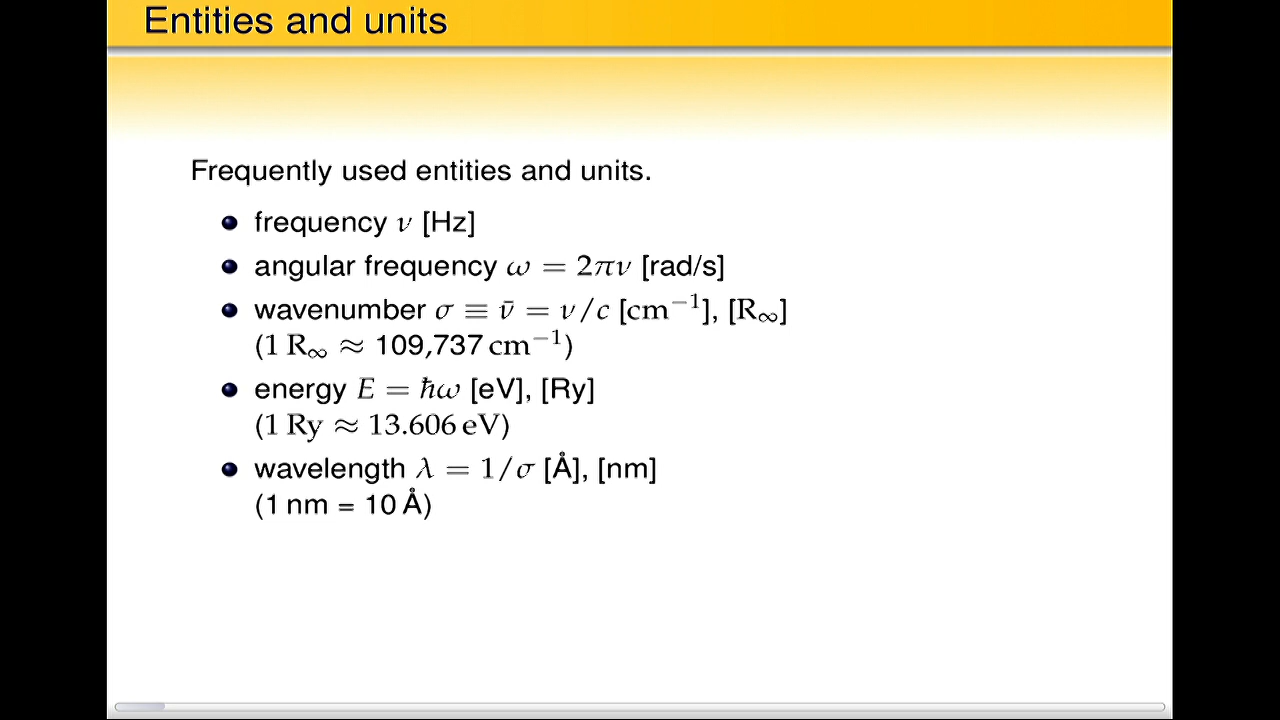 Entities and units
Frequently used entities and units.
frequency ν [Hz]
angular frequency ω = 2πν [rad/s]
wavenumber σ ≡ ν̄ = ν/c [cm⁻¹], [R∞]
(1 R∞ ≈ 109,737 cm⁻¹)
energy E = ħω [eV], [Ry]
(1 Ry ≈ 13.606 eV)
wavelength λ = 1/σ [Å], [nm]
(1 nm = 10 Å)